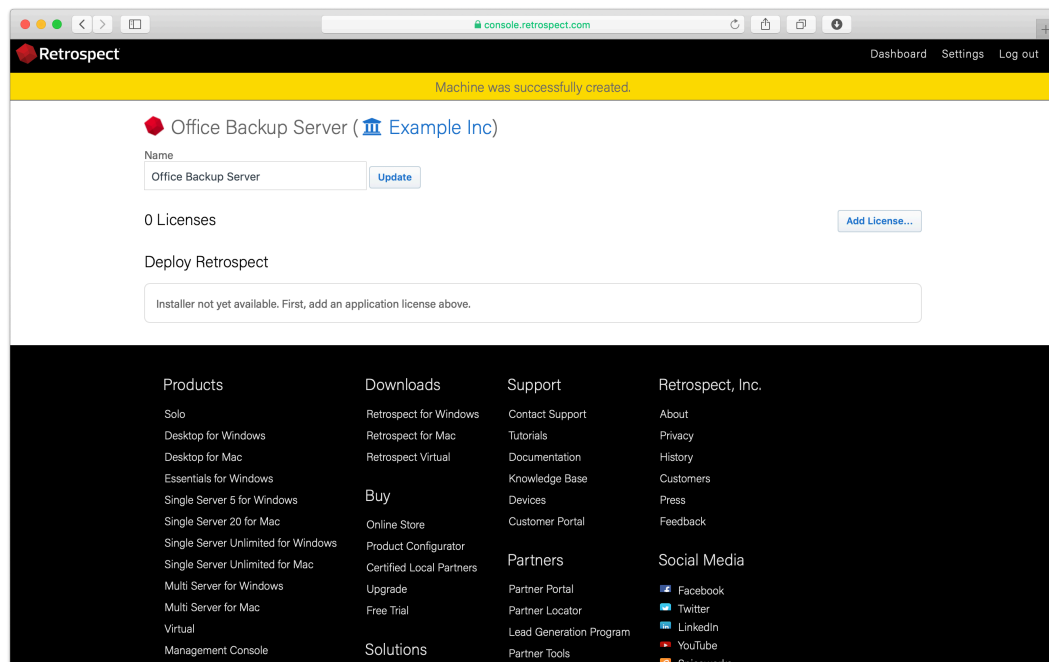 console.retrospect.com
Retrospect
Dashboard Settings Log out
Machine was successfully created.
Office Backup Server ( Example Inc)
Name
Office Backup Server
Update
0 Licenses
Add License...
Deploy Retrospect
Installer not yet available. First, add an application license above.
Products
Solo
Desktop for Windows
Desktop for Mac
Essentials for Windows
Single Server 5 for Windows
Single Server 20 for Mac
Single Server Unlimited for Windows
Single Server Unlimited for Mac
Multi Server for Windows
Multi Server for Mac
Virtual
Management Console
Downloads
Retrospect for Windows
Retrospect for Mac
Retrospect Virtual
Buy
Online Store
Product Configurator
Certified Local Partners
Upgrade
Free Trial
Solutions
Support
Contact Support
Tutorials
Documentation
Knowledge Base
Devices
Customer Portal
Partners
Partner Portal
Partner Locator
Lead Generation Program
Partner Tools
Retrospect, Inc.
About
Privacy
History
Customers
Press
Feedback
Social Media
Facebook
Twitter
LinkedIn
YouTube